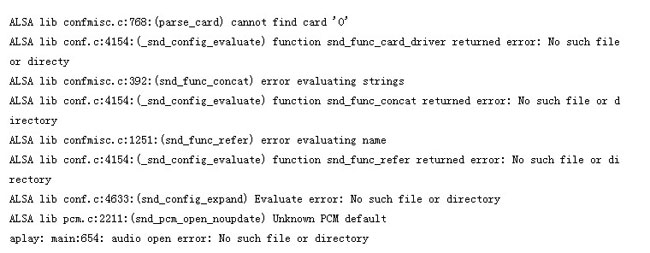 ALSA lib confmisc.c:768:(parse_card) cannot find card '0'
ALSA lib conf.c:4154:(_snd_config_evaluate) function snd_func_card_driver returned error: No such file
or directy
ALSA lib confmisc.c:392:(snd_func_concat) error evaluating strings
ALSA lib conf.c:4154:(_snd_config_evaluate) function snd_func_concat returned error: No such file or d
irectory
ALSA lib confmisc.c:1251:(snd_func_refer) error evaluating name
ALSA lib conf.c:4154:(_snd_config_evaluate) function snd_func_refer returned error: No such file or di
rectory
ALSA lib conf.c:4633:(snd_config_expand) Evaluate error: No such file or directory
ALSA lib pcm.c:2211:(snd_pcm_open_noupdate) Unknown PCM default
aplay: main:654: audio open error: No such file or directory